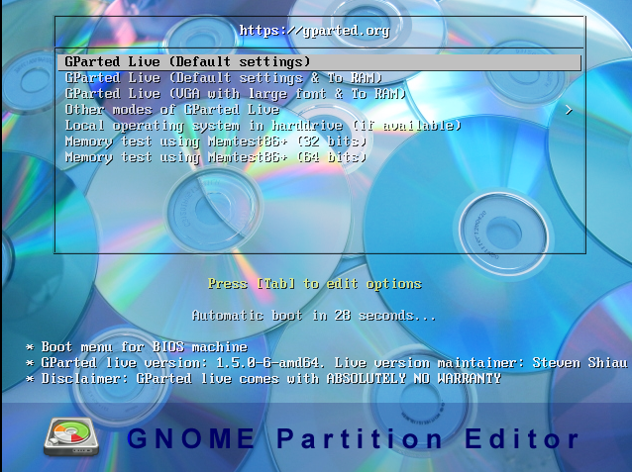 https://gparted.org
GParted Live (Default settings)
GParted Live (Default settings & To RAM)
GParted Live (VGA with large font & To RAM)
Other modes of GParted Live >
Local operating system in harddrive (if available)
Memory test using Memtest86+ (32 bits)
Memory test using Memtest86+ (64 bits)
Press [Tab] to edit options
Automatic boot in 28 seconds...
* Boot menu for BIOS machine
* GParted live version: 1.5.0-6-amd64. Live version maintainer: Steven Shiau
* Disclaimer: GParted live comes with ABSOLUTELY NO WARRANTY
GNOME Partition Editor